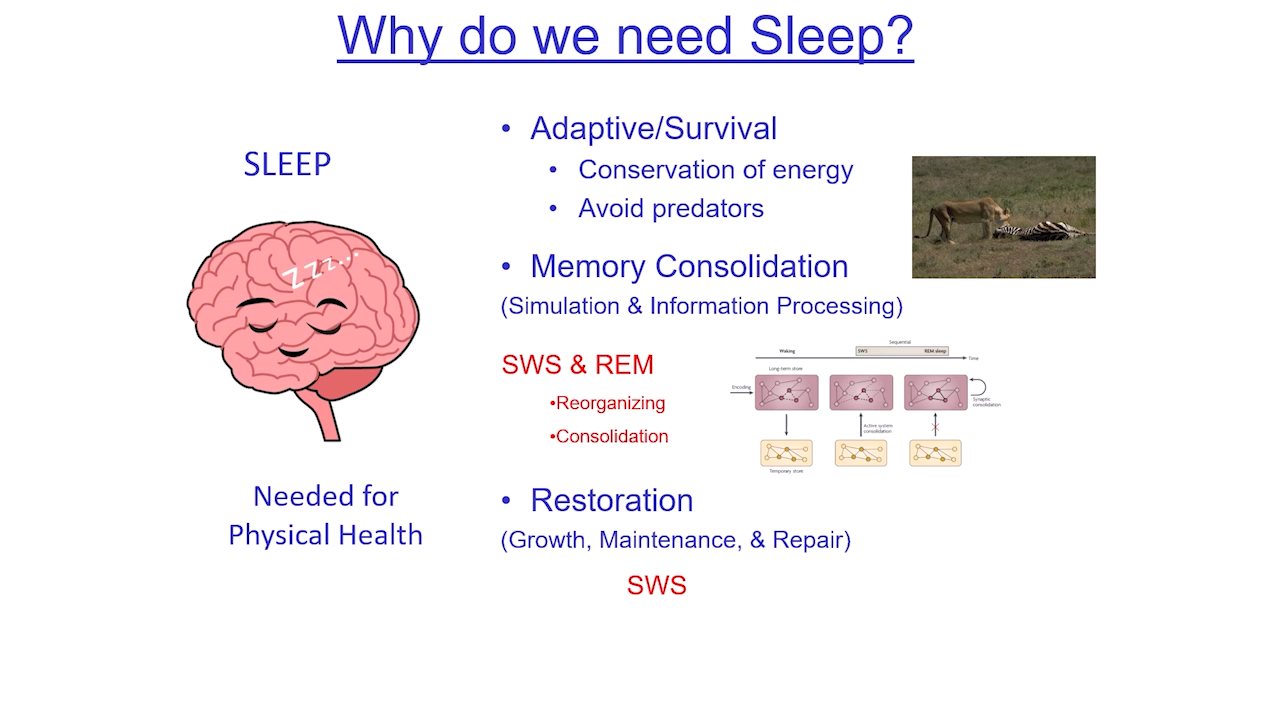 Why do we need Sleep?
SLEEP
zzz...
Needed for
Physical Health
• Adaptive/Survival
• Conservation of energy
• Avoid predators
• Memory Consolidation
(Simulation & Information Processing)
SWS & REM
•Reorganizing
•Consolidation
Sequential
Waking
SWS REM sleep
Time
Long-term store
Encoding
Synaptic
consolidation
Active system
consolidation
Temporary store
• Restoration
(Growth, Maintenance, & Repair)
SWS